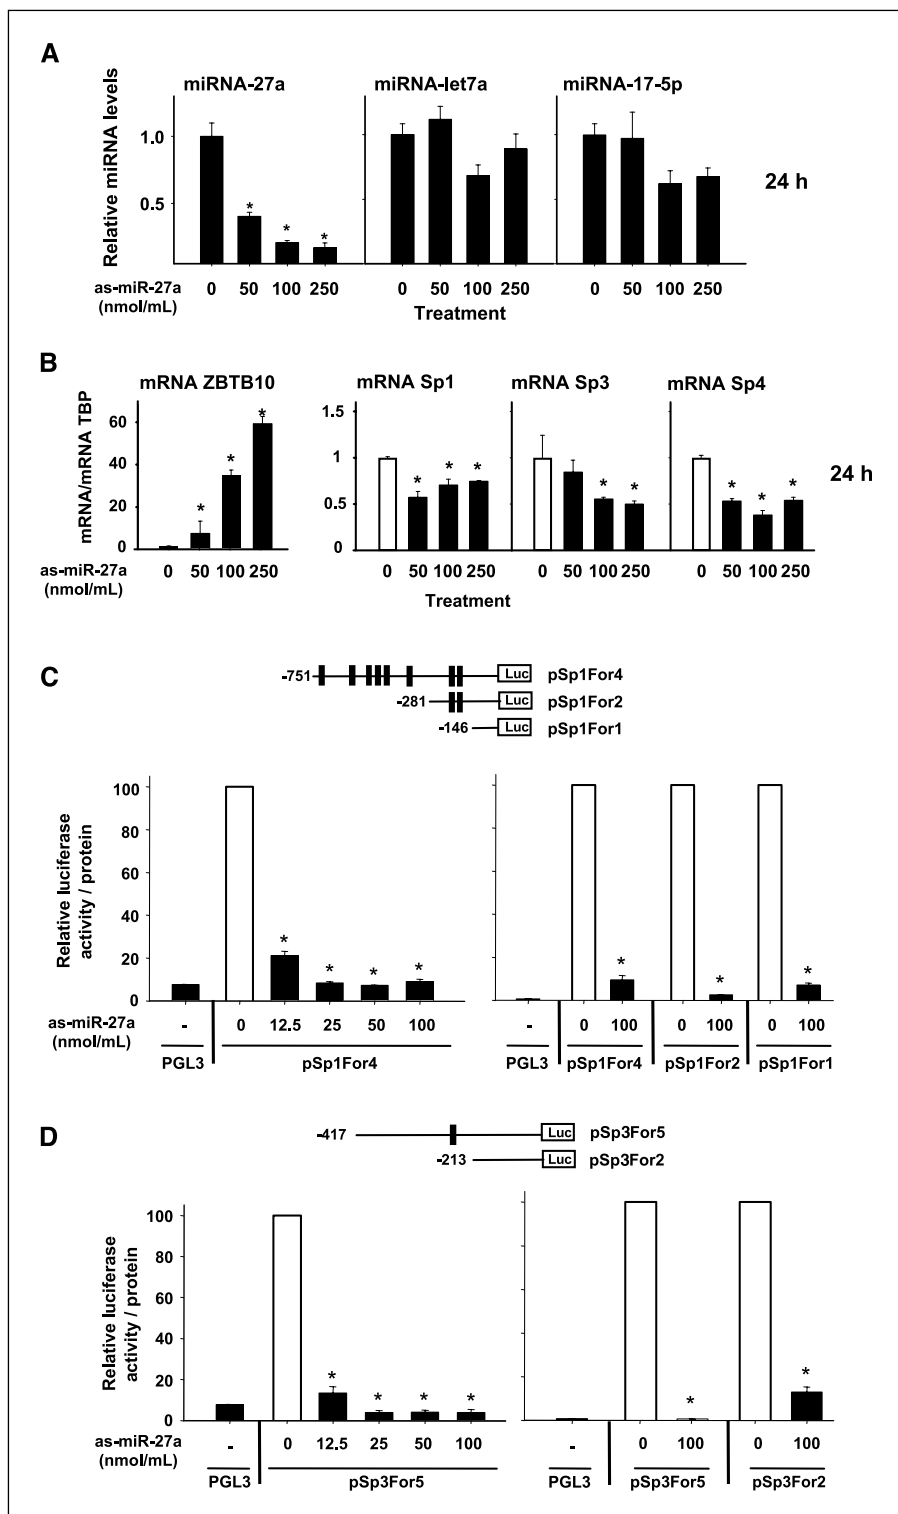 A
miRNA-27a miRNA-let7a miRNA-17-5p
Relative miRNA levels
1.0
0.5
* * *
24 h
as-miR-27a (nmol/mL)
0 50 100 250 0 50 100 250 0 50 100 250
Treatment
B
mRNA ZBTB10 mRNA Sp1 mRNA Sp3 mRNA Sp4
mRNA/mRNA TBP
60
40
20
0
* * *
1.5
1
0.5
0
* * * * * * * *
24 h
as-miR-27a (nmol/mL)
0 50 100 250 0 50 100 250 0 50 100 250 0 50 100 250
Treatment
C
-751 Luc pSp1For4
-281 Luc pSp1For2
-146 Luc pSp1For1
Relative luciferase activity / protein
100
80
60
40
20
0
* * * *
* * *
as-miR-27a (nmol/mL)
- 0 12.5 25 50 100 - 0 100 0 100 0 100
PGL3 pSp1For4 PGL3 pSp1For4 pSp1For2 pSp1For1
D
-417 Luc pSp3For5
-213 Luc pSp3For2
Relative luciferase activity / protein
100
80
60
40
20
0
* * * *
* *
as-miR-27a (nmol/mL)
- 0 12.5 25 50 100 - 0 100 0 100
PGL3 pSp3For5 PGL3 pSp3For5 pSp3For2